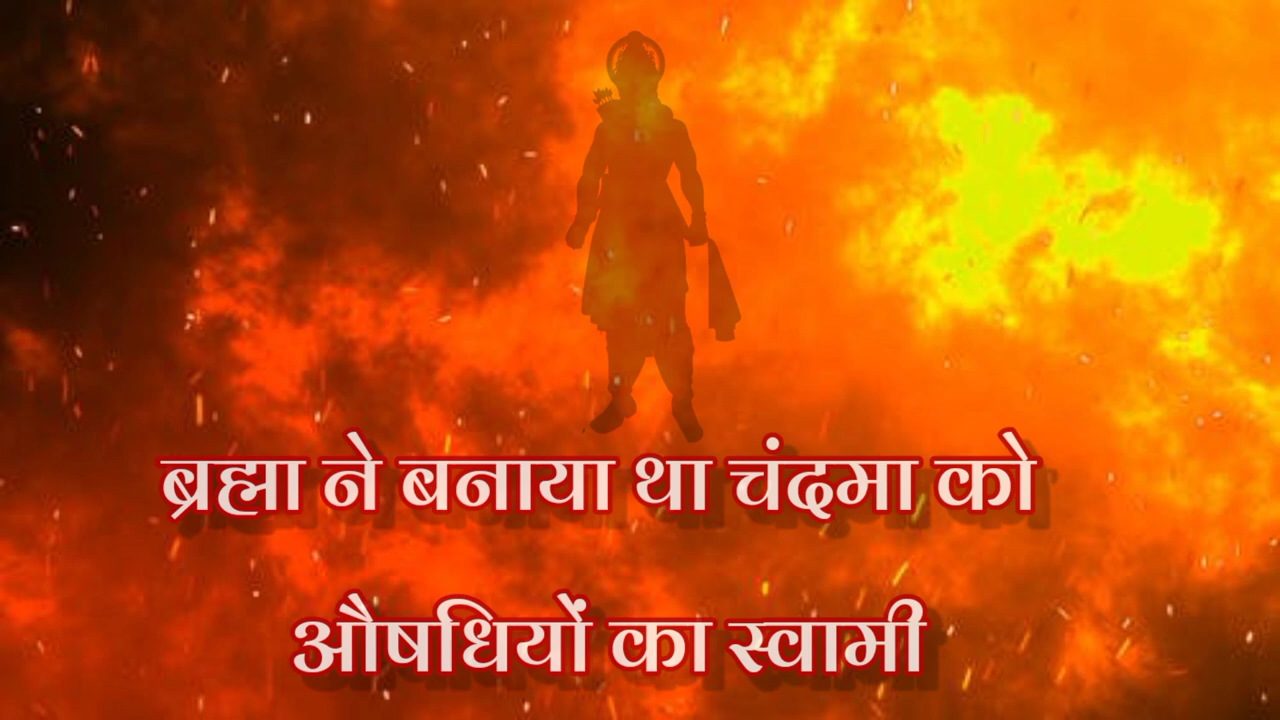 ब्रह्मा ने बनाया था चंदमा को
औषधियों का स्वामी